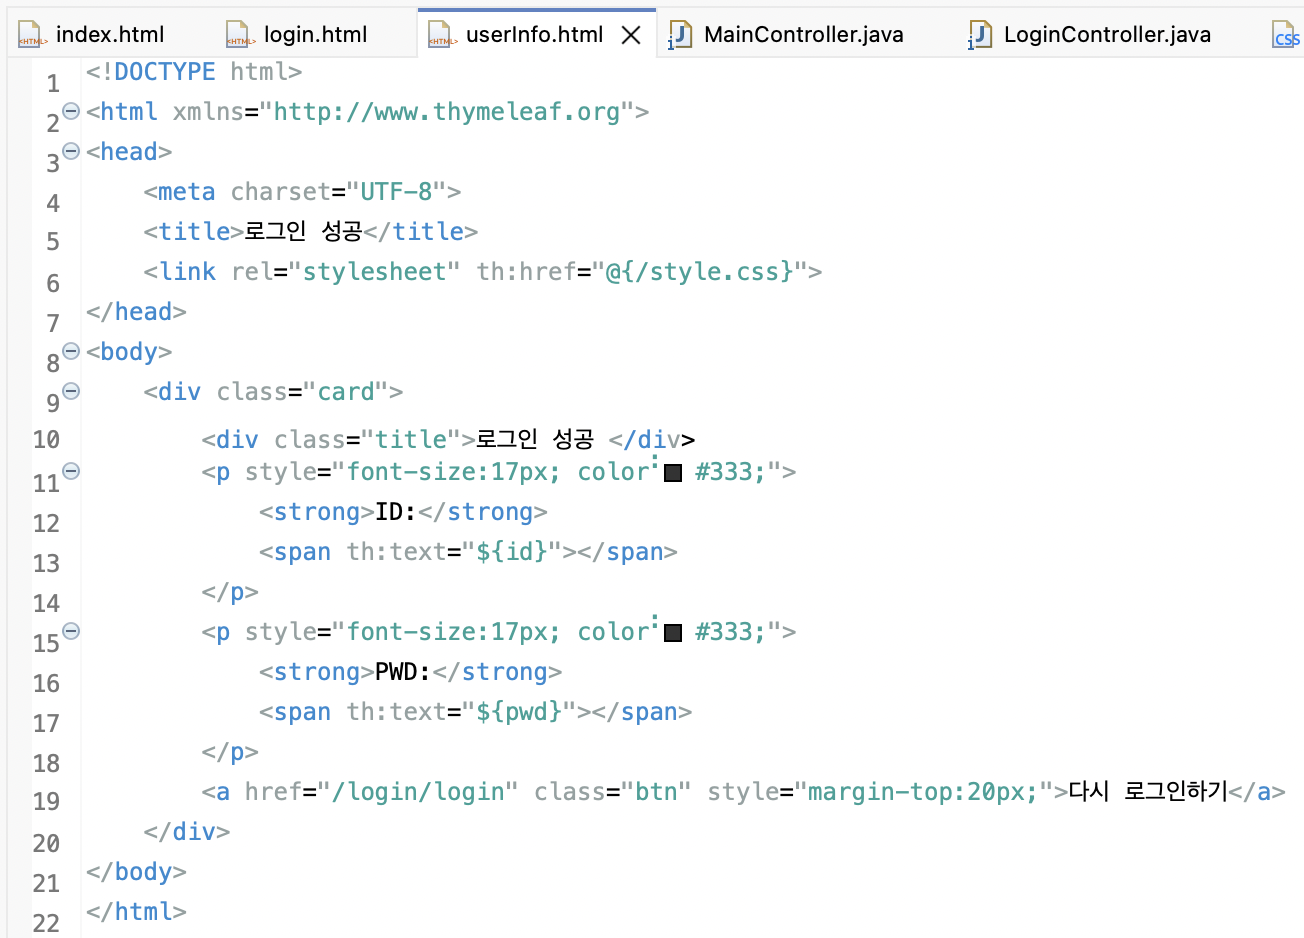 index.html login.html userInfo.html MainController.java LoginController.java CSS
1 <!DOCTYPE html>
2 <html xmlns="http://www.thymeleaf.org">
3 <head>
4     <meta charset="UTF-8">
5     <title>로그인 성공</title>
6     <link rel="stylesheet" th:href="@{/style.css}">
7 </head>
8 <body>
9     <div class="card">
10         <div class="title">로그인 성공 </div>
11         <p style="font-size:17px; color: #333;">
12             <strong>ID:</strong>
13             <span th:text="${id}"></span>
14         </p>
15         <p style="font-size:17px; color: #333;">
16             <strong>PWD:</strong>
17             <span th:text="${pwd}"></span>
18         </p>
19         <a href="/login/login" class="btn" style="margin-top:20px;">다시 로그인하기</a>
20     </div>
21 </body>
22 </html>